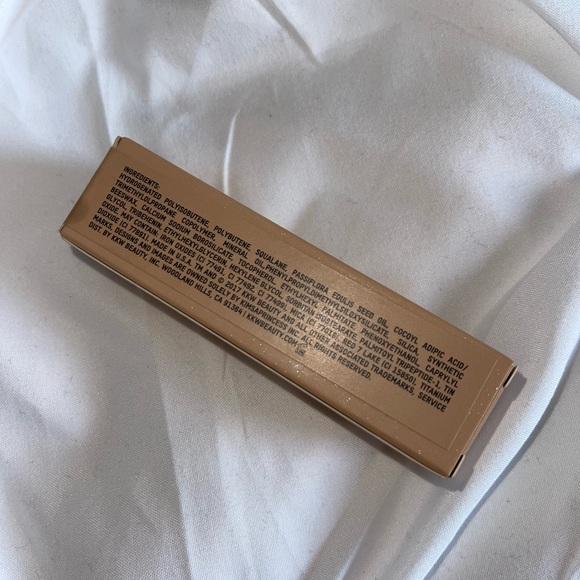 INGREDIENTS:
HYDROGENATED POLYISOBUTENE, POLYBUTENE, SQUALANE, PASSIFLORA EDULIS SEED OIL, COCOYL ADIPIC ACID/
TRIMETHYLOLPROPANE COPOLYMER, MINERAL OIL, PHENYLPROPYLDIMETHYLSILOXYSILICATE, SILICA, SYNTHETIC
BEESWAX, CALCIUM SODIUM BOROSILICATE, TOCOPHEROL, ETHYLHEXYL PALMITATE, PHENOXYETHANOL, CAPRYLYL
GLYCOL, TRIBEHENIN, ETHYLHEXYLGLYCERIN, HEXYLENE GLYCOL, SORBITAN ISOSTEARATE, PALMITOYL TRIPEPTIDE-1, TIN
OXIDE. MAY CONTAIN: IRON OXIDES (CI 77491, CI 77492, CI 77499), MICA (CI 77019), RED 7 LAKE (CI 15850), TITANIUM
DIOXIDE (CI 77891). MADE IN U.S.A. TM AND © 2017 KKW BEAUTY AND ALL OTHER ASSOCIATED TRADEMARKS, SERVICE
MARKS, DESIGNS AND IMAGES ARE OWNED SOLELY BY KIMSAPRINCESS INC. ALL RIGHTS RESERVED.
DIST. BY KKW BEAUTY, INC. WOODLAND HILLS, CA 91364 | KKWBEAUTY.COM